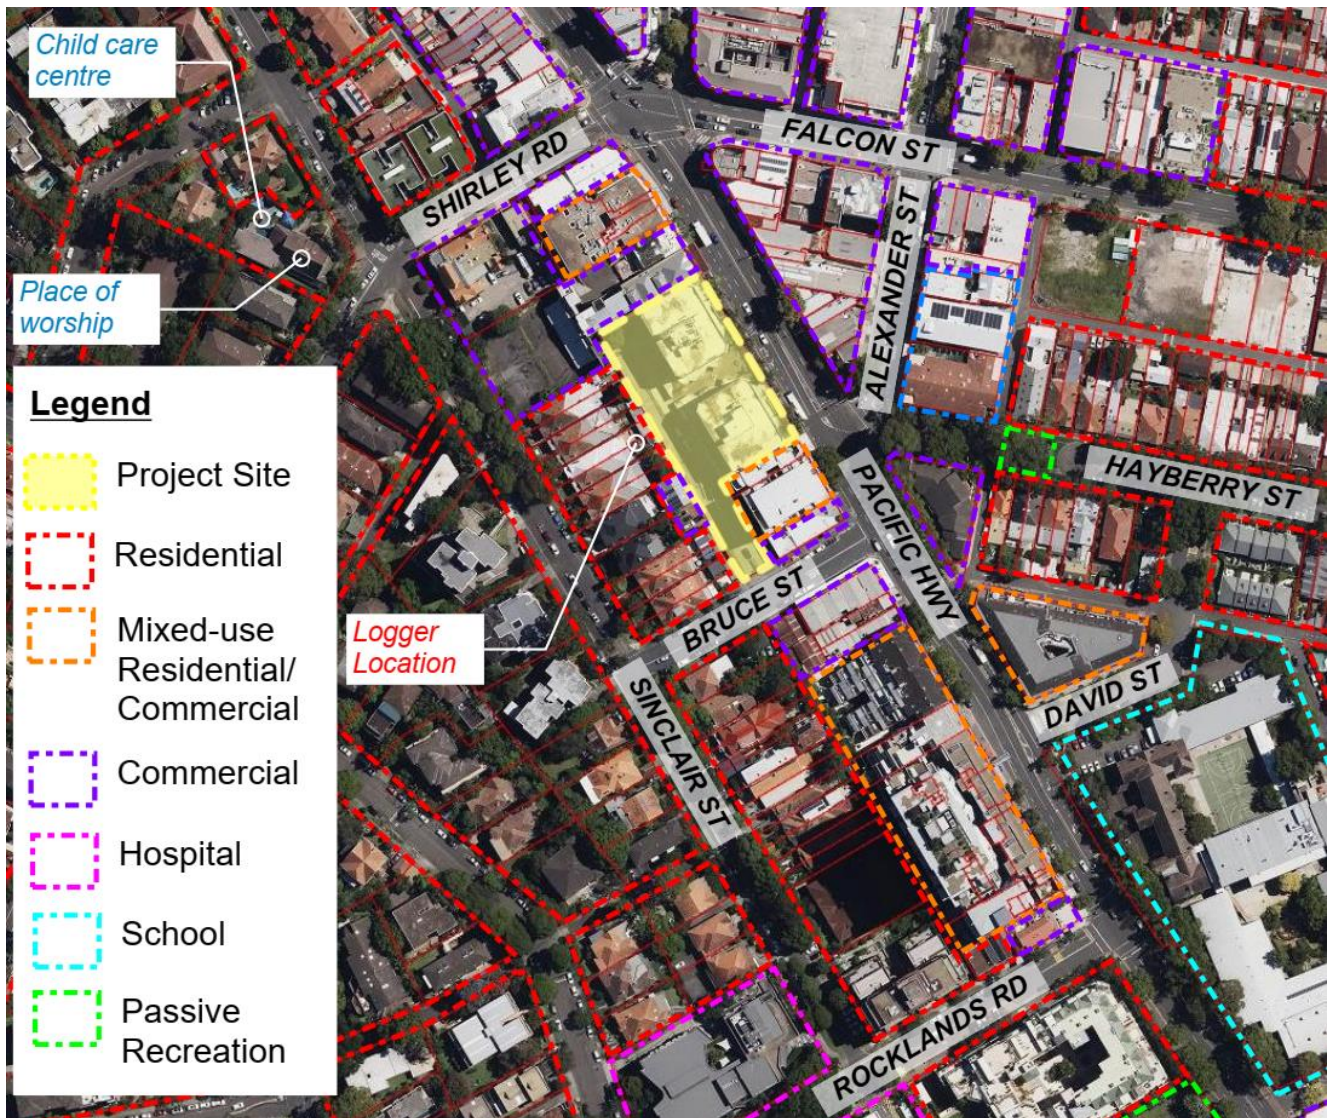 Child care
centre
FALCON ST
SHIRLEY RD
ALEXANDER ST
Place of
worship
HAYBERRY ST
PACIFIC HWY
Legend
Project Site
Residential
Mixed-use
Residential/
Commercial
Commercial
Hospital
School
Passive
Recreation
Logger
Location
BRUCE ST
SINCLAIR ST
DAVID ST
ROCKLANDS RD